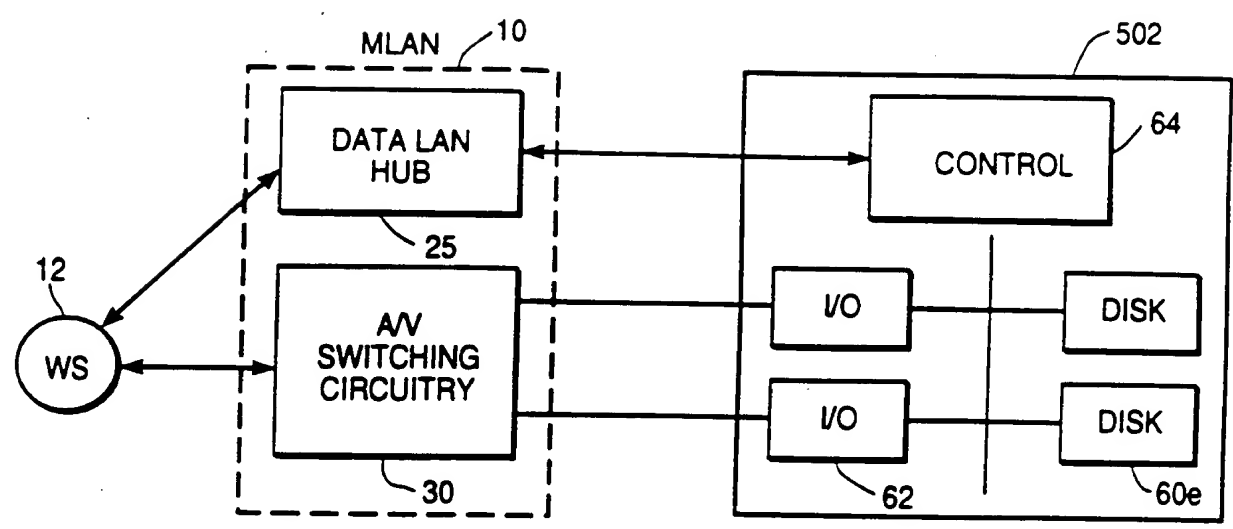 MLAN
10
502
DATA LAN
HUB
25
CONTROL
64
12
WS
A/V
SWITCHING
CIRCUITRY
30
I/O
DISK
I/O
DISK
62
60e